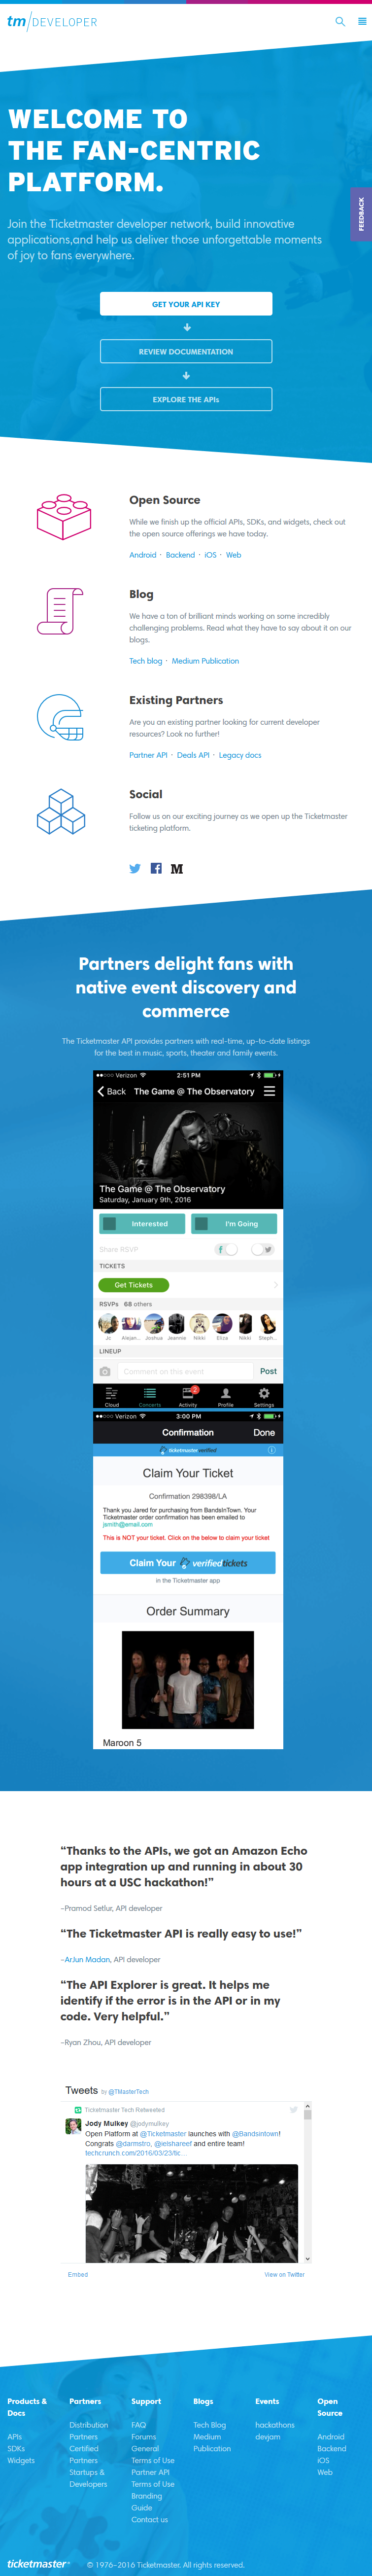 tm/DEVELOPER
WELCOME TO
THE FAN-CENTRIC
PLATFORM.
FEEDBACK
Join the Ticketmaster developer network, build innovative
applications,and help us deliver those unforgettable moments
of joy to fans everywhere.
GET YOUR API KEY
REVIEW DOCUMENTATION
EXPLORE THE APIs
Open Source
While we finish up the official APIs, SDKs, and widgets, check out
the open source offerings we have today.
Android · Backend · iOS · Web
Blog
We have a ton of brilliant minds working on some incredibly
challenging problems. Read what they have to say about it on our
blogs.
Tech blog · Medium Publication
Existing Partners
Are you an existing partner looking for current developer
resources? Look no further!
Partner API · Deals API · Legacy docs
Social
Follow us on our exciting journey as we open up the Ticketmaster
ticketing platform.
M
Partners delight fans with
native event discovery and
commerce
The Ticketmaster API provides partners with real-time, up-to-date listings
for the best in music, sports, theater and family events.
Verizon 2:51 PM
Back The Game @ The Observatory
The Game @ The Observatory
Saturday, January 9th, 2016
Interested I'm Going
Share RSVP
TICKETS
Get Tickets
RSVPs 68 others
Jr. Alejan... Joshua Jeannie Nikki Eliza Nikki Steph...
LINEUP
Comment on this event Post
2
Cloud Concerts Activity Profile Settings
Verizon 3:00 PM
Confirmation Done
ticketmaster verified
Claim Your Ticket
Confirmation 298398/LA
Thank you Jared for purchasing from BandsInTown. Your
Ticketmaster order confirmation has been emailed to
jsmith@email.com
This is NOT your ticket. Click on the below to claim your ticket
Claim Your verifiedtickets
in the Ticketmaster app
Order Summary
Maroon 5
“Thanks to the APIs, we got an Amazon Echo
app integration up and running in about 30
hours at a USC hackathon!”
–Pramod Setlur, API developer
“The Ticketmaster API is really easy to use!”
–ArJun Madan, API developer
“The API Explorer is great. It helps me
identify if the error is in the API or in my
code. Very helpful.”
–Ryan Zhou, API developer
Tweets by @TMasterTech
Ticketmaster Tech Retweeted
Jody Mulkey @jodymulkey
Open Platform at @Ticketmaster launches with @Bandsintown!
Congrats @darmstro, @ielshareef and entire team!
techcrunch.com/2016/03/23/tic…
Embed View on Twitter
Products &
Docs
APIs
SDKs
Widgets
Partners
Distribution
Partners
Certified
Partners
Startups &
Developers
Support
FAQ
Forums
General
Terms of Use
Partner API
Terms of Use
Branding
Guide
Contact us
Blogs
Tech Blog
Medium
Publication
Events
hackathons
devjam
Open
Source
Android
Backend
iOS
Web
ticketmaster® © 1976-2016 Ticketmaster. All rights reserved.